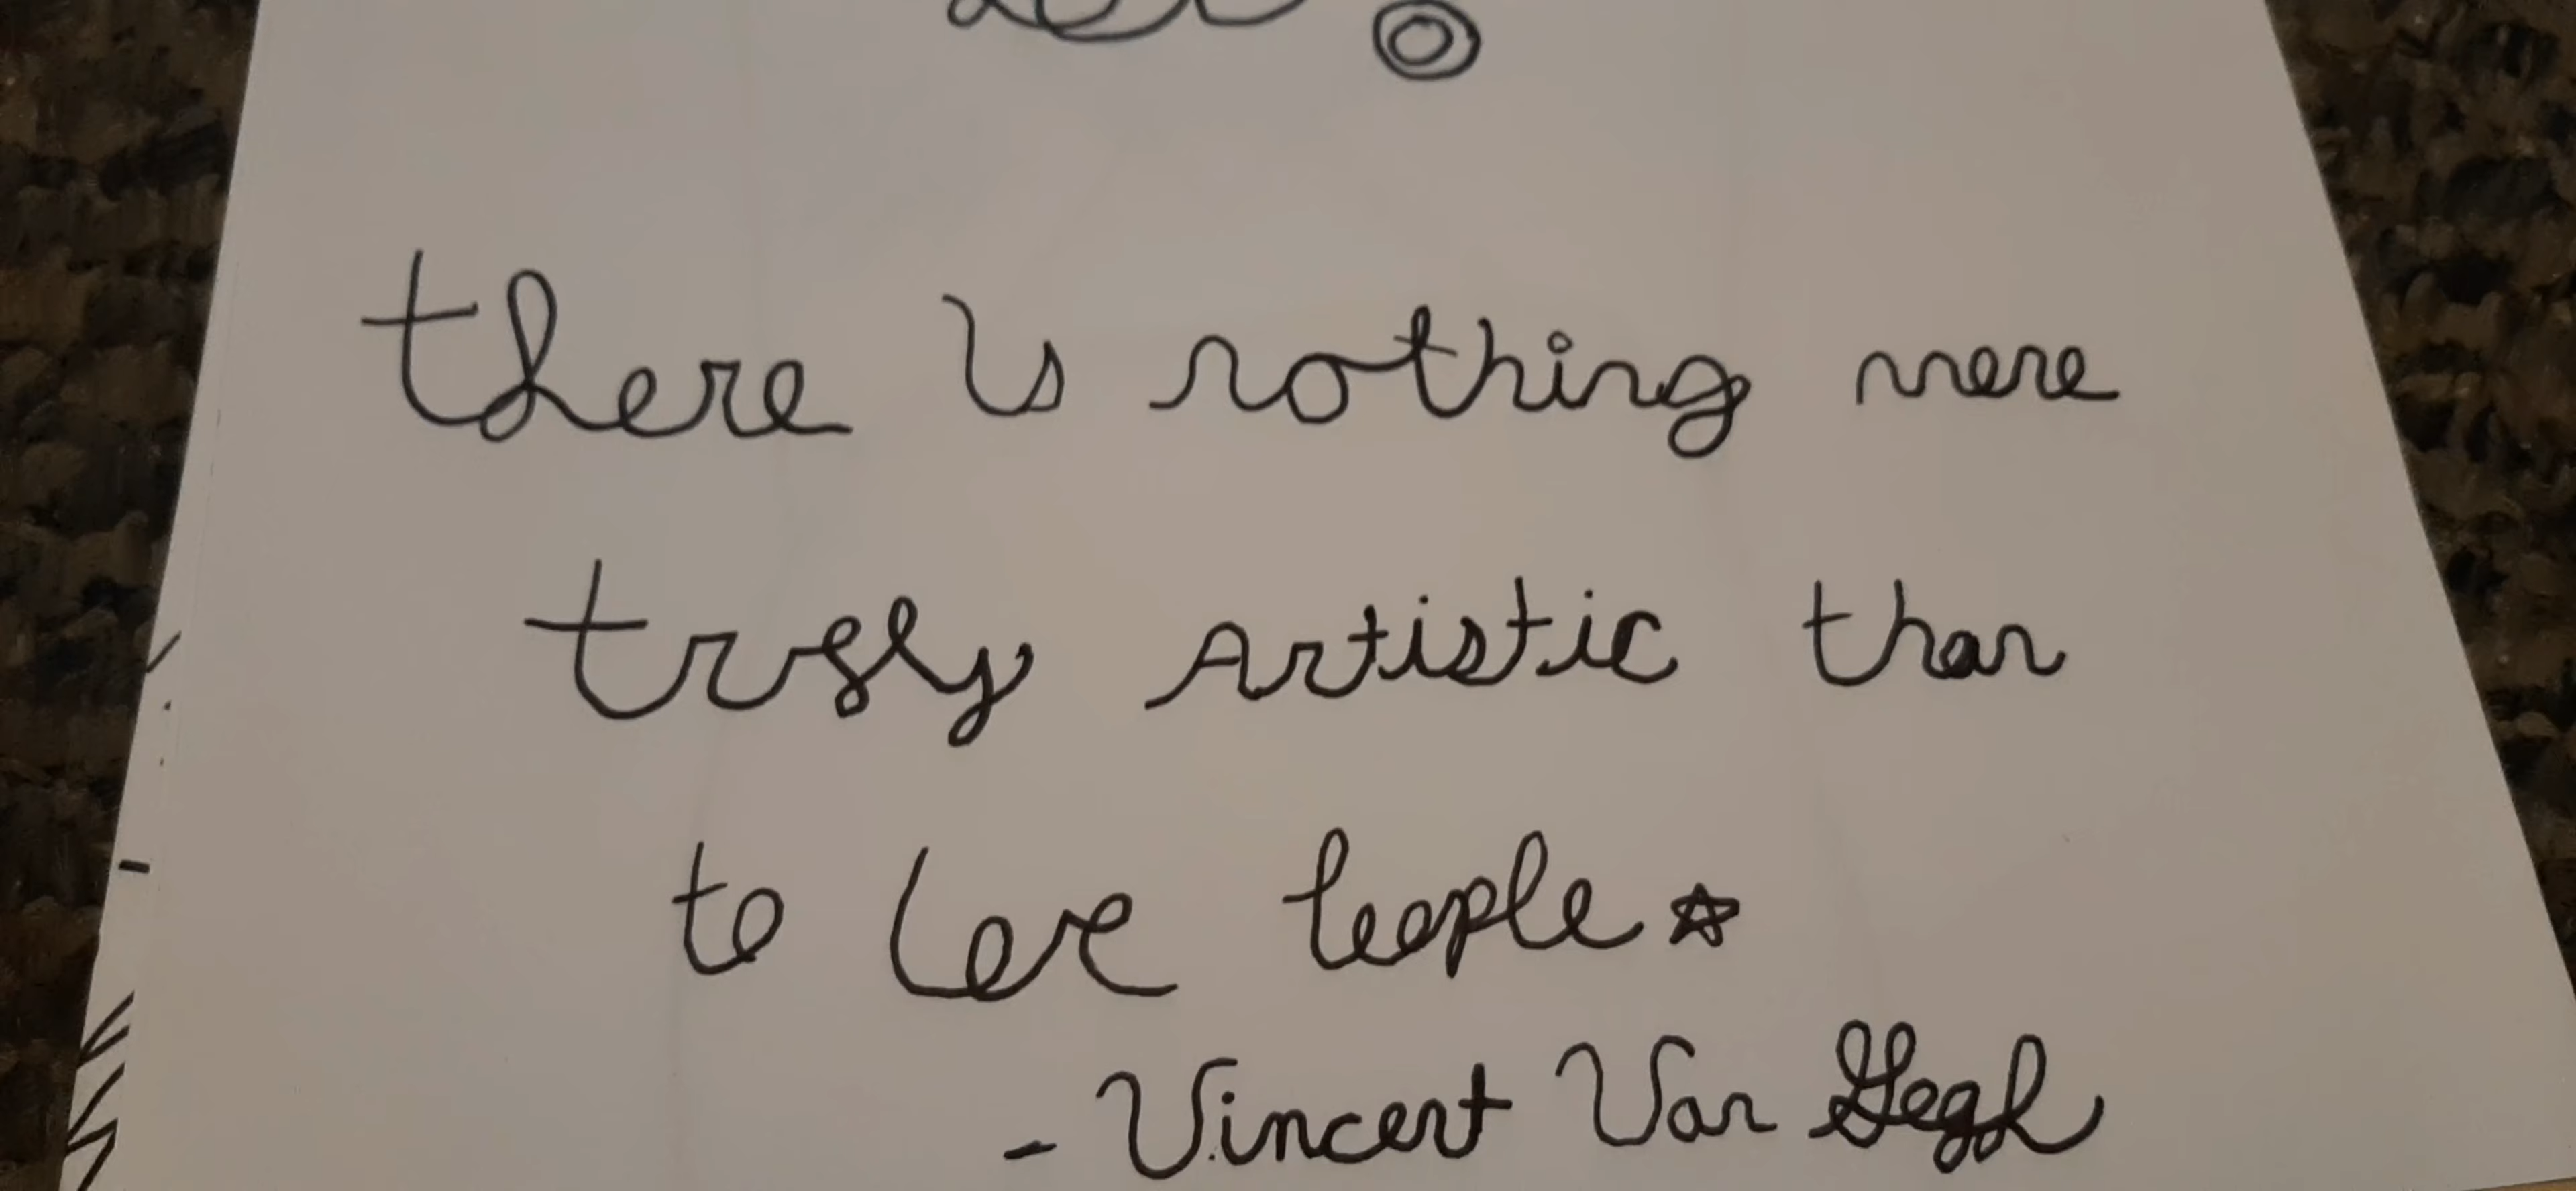 there is nothing more
truly Artistic than
to love people
- Vincent Van Gogh